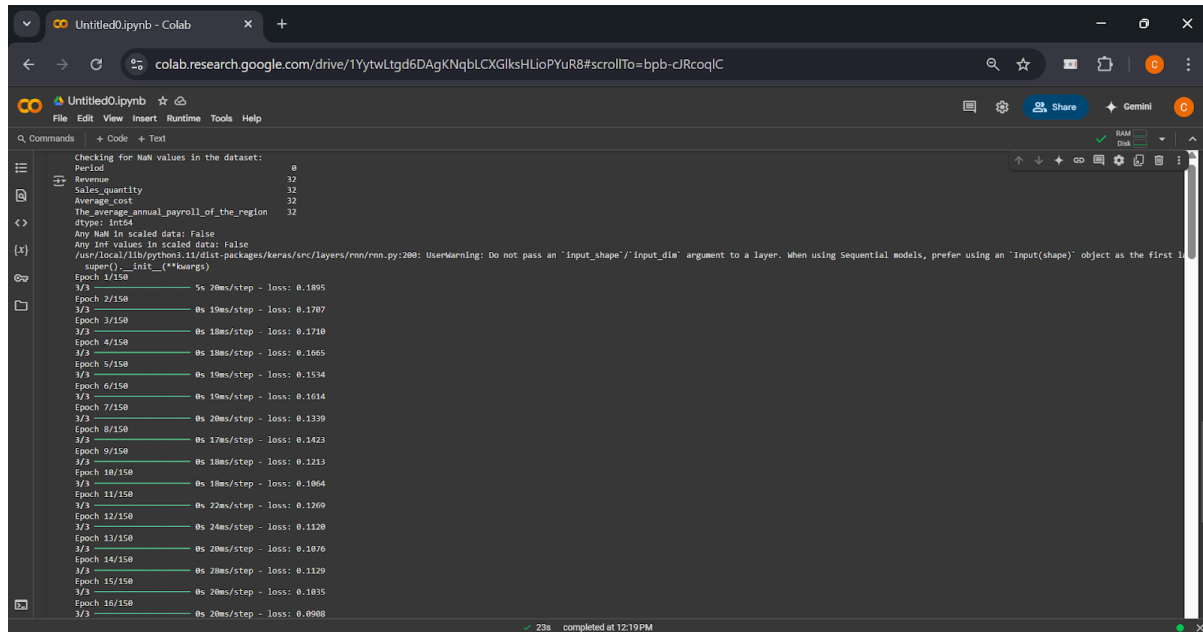 Untitled0.ipynb - Colab
colab.research.google.com/drive/1YytwLtgd6DAgKNqbLCXGlksHLioPYuR8#scrollTo=bpb-cJRcoqlC
C
CO Untitled0.ipynb
File Edit View Insert Runtime Tools Help
Share
Gemini
C
Commands + Code + Text
RAM
Disk
Checking for NaN values in the dataset:
Period 0
Revenue 32
Sales_quantity 32
Average_cost 32
The_average_annual_payroll_of_the_region 32
dtype: int64
Any NaN in scaled data: False
Any Inf values in scaled data: False
/usr/local/lib/python3.11/dist-packages/keras/src/layers/rnn/rnn.py:200: UserWarning: Do not pass an `input_shape`/`input_dim` argument to a layer. When using Sequential models, prefer using an `Input(shape)` object as the first la
super().__init__(**kwargs)
Epoch 1/150
3/3 5s 20ms/step - loss: 0.1895
Epoch 2/150
3/3 0s 19ms/step - loss: 0.1707
Epoch 3/150
3/3 0s 18ms/step - loss: 0.1710
Epoch 4/150
3/3 0s 18ms/step - loss: 0.1665
Epoch 5/150
3/3 0s 19ms/step - loss: 0.1534
Epoch 6/150
3/3 0s 19ms/step - loss: 0.1614
Epoch 7/150
3/3 0s 20ms/step - loss: 0.1339
Epoch 8/150
3/3 0s 17ms/step - loss: 0.1423
Epoch 9/150
3/3 0s 18ms/step - loss: 0.1213
Epoch 10/150
3/3 0s 18ms/step - loss: 0.1064
Epoch 11/150
3/3 0s 22ms/step - loss: 0.1269
Epoch 12/150
3/3 0s 24ms/step - loss: 0.1120
Epoch 13/150
3/3 0s 20ms/step - loss: 0.1076
Epoch 14/150
3/3 0s 28ms/step - loss: 0.1129
Epoch 15/150
3/3 0s 20ms/step - loss: 0.1035
Epoch 16/150
3/3 0s 20ms/step - loss: 0.0908
23s completed at 12:19 PM